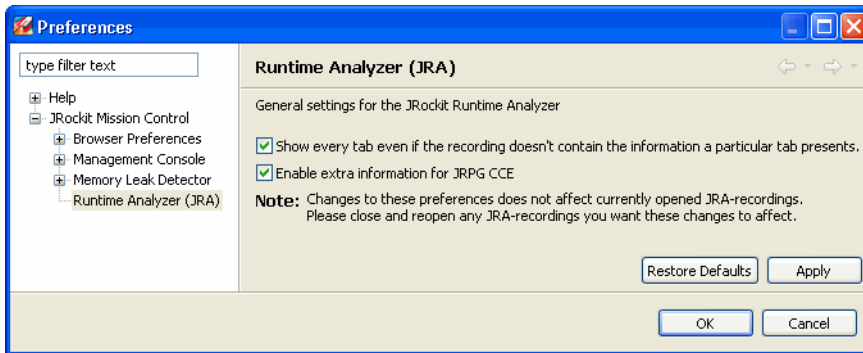 Preferences
type filter text
Help
JRockit Mission Control
Browser Preferences
Management Console
Memory Leak Detector
Runtime Analyzer (JRA)
Runtime Analyzer (JRA)
General settings for the JRockit Runtime Analyzer
Show every tab even if the recording doesn't contain the information a particular tab presents.
Enable extra information for JRPG CCE
Note: Changes to these preferences does not affect currently opened JRA-recordings.
Please close and reopen any JRA-recordings you want these changes to affect.
Restore Defaults Apply
OK Cancel